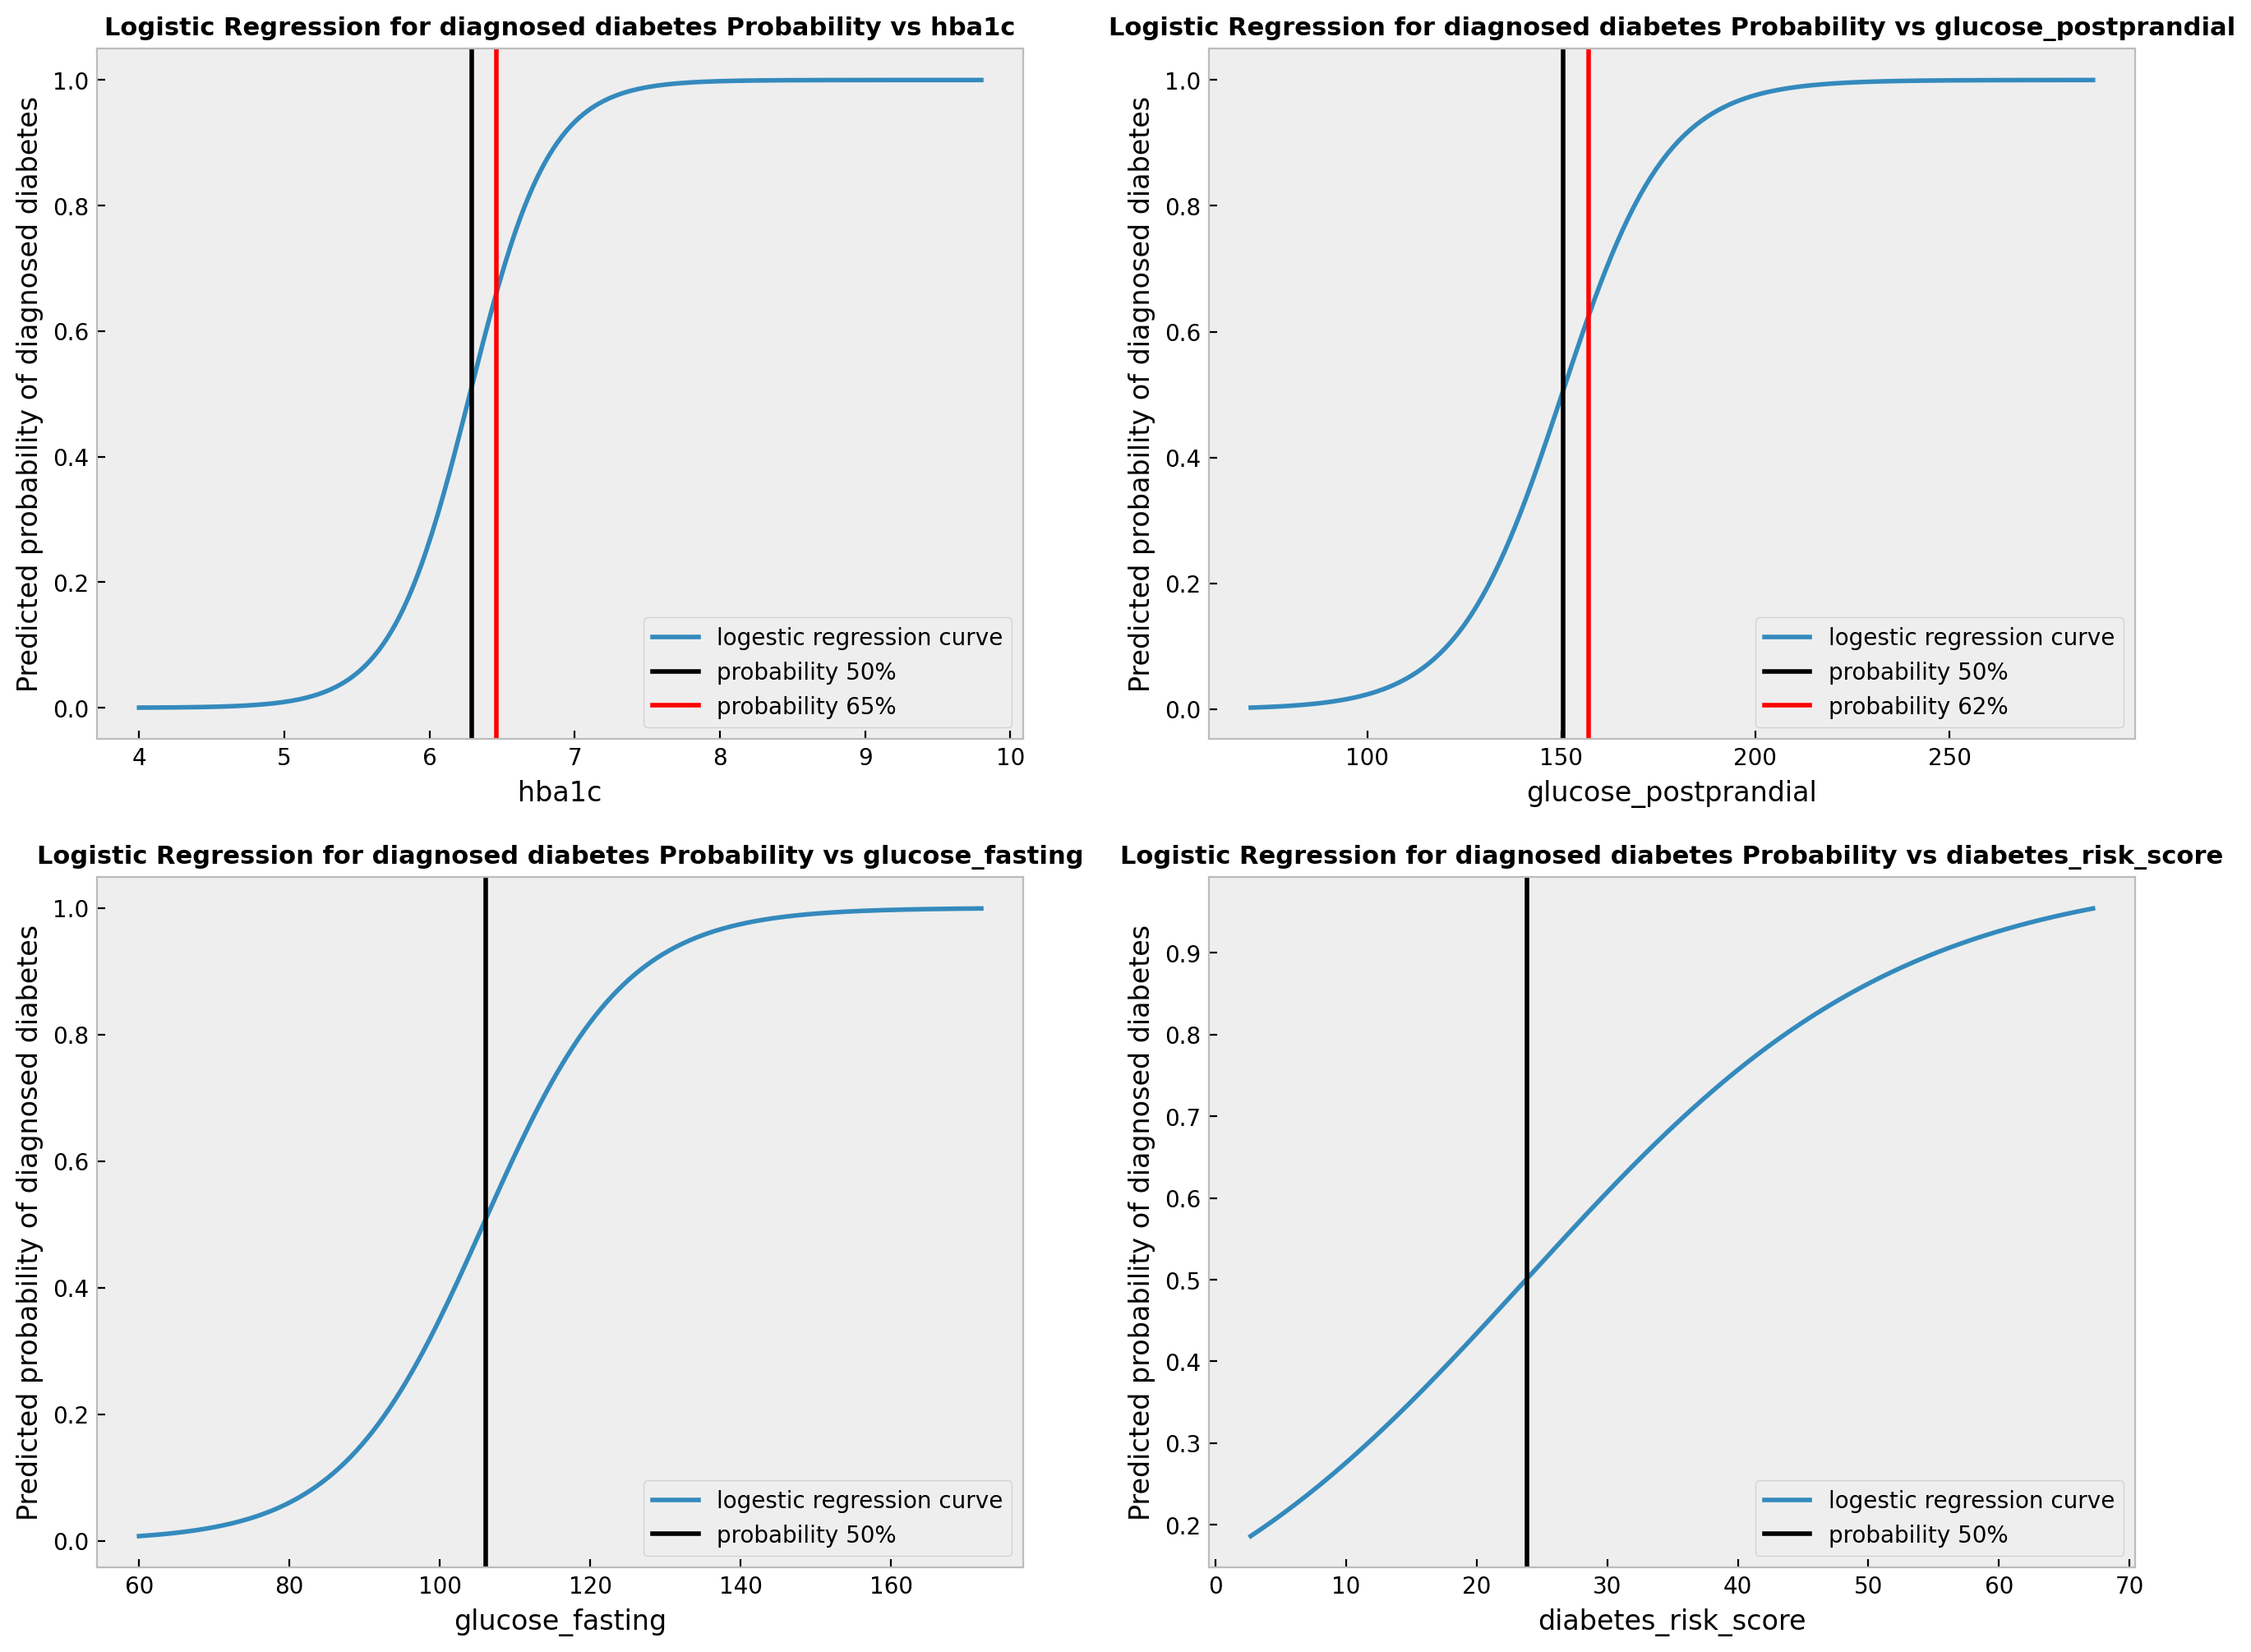 Logistic Regression for diagnosed diabetes Probability vs hba1c
Predicted probability of diagnosed diabetes
1.0
0.8
0.6
0.4
0.2
0.0
logestic regression curve
probability 50%
probability 65%
4 5 6 7 8 9 10
hba1c
Logistic Regression for diagnosed diabetes Probability vs glucose_postprandial
Predicted probability of diagnosed diabetes
1.0
0.8
0.6
0.4
0.2
0.0
logestic regression curve
probability 50%
probability 62%
100 150 200 250
glucose_postprandial
Logistic Regression for diagnosed diabetes Probability vs glucose_fasting
Predicted probability of diagnosed diabetes
1.0
0.8
0.6
0.4
0.2
0.0
logestic regression curve
probability 50%
60 80 100 120 140 160
glucose_fasting
Logistic Regression for diagnosed diabetes Probability vs diabetes_risk_score
Predicted probability of diagnosed diabetes
0.9
0.8
0.7
0.6
0.5
0.4
0.3
0.2
logestic regression curve
probability 50%
0 10 20 30 40 50 60 70
diabetes_risk_score